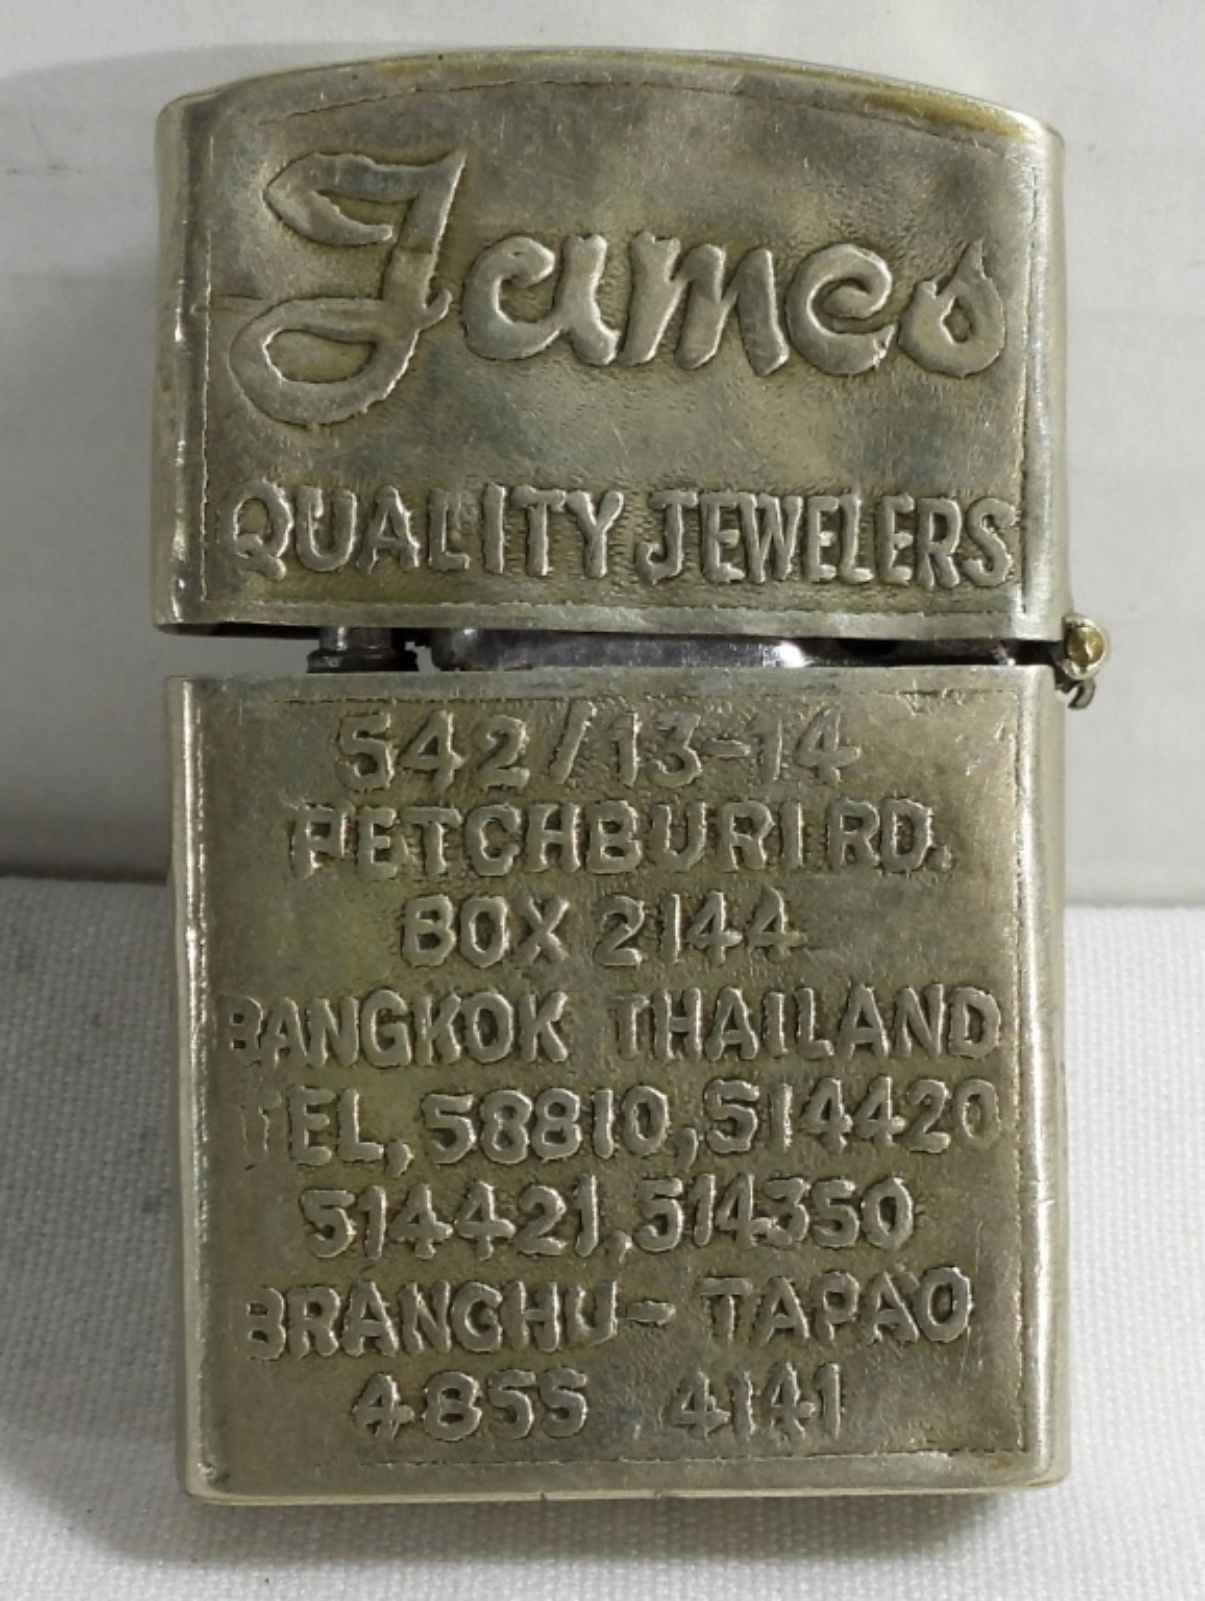 James
QUALITY JEWELERS
542/13-14
PETCHBURI RD.
BOX 2144
BANGKOK THAILAND
TEL, 58810,514420
514421,514350
BRANGHU-TAPAO
4855 4141